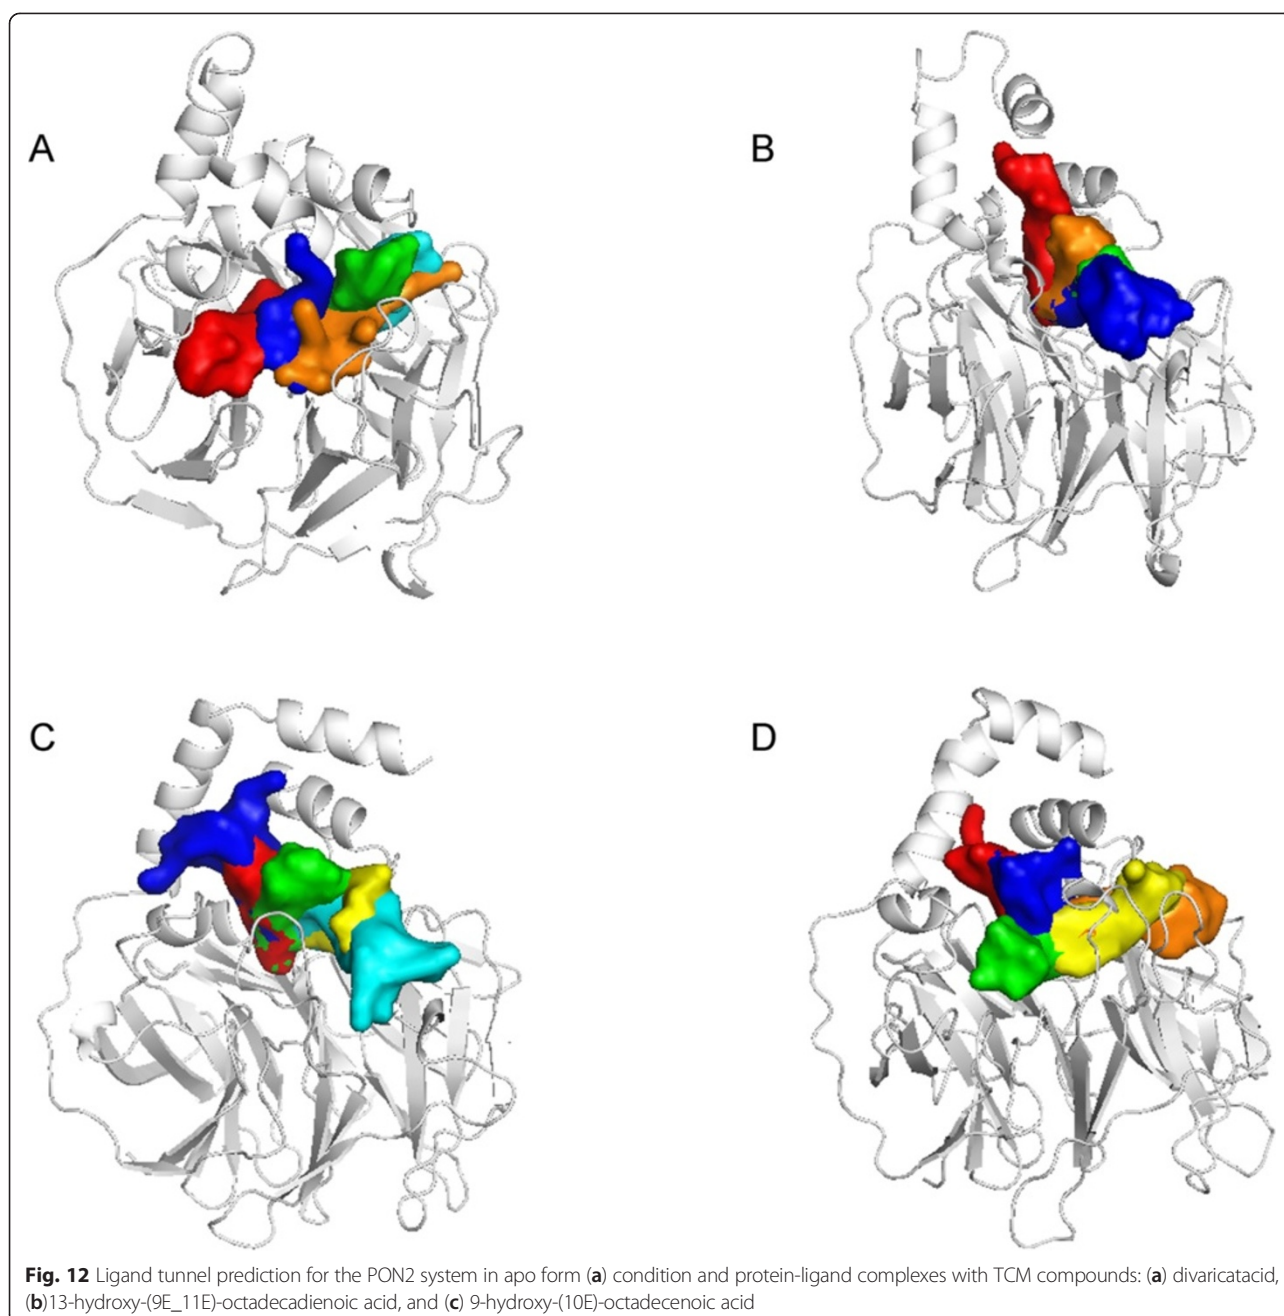 A
B
C
D
Fig. 12 Ligand tunnel prediction for the PON2 system in apo form (a) condition and protein-ligand complexes with TCM compounds: (a) divaricatacid,
(b)13-hydroxy-(9E_11E)-octadecadienoic acid, and (c) 9-hydroxy-(10E)-octadecenoic acid